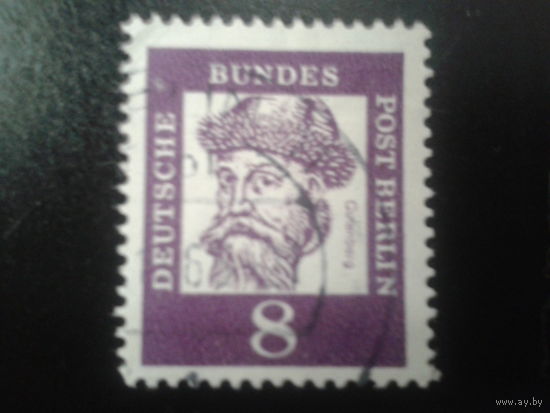 DEUTSCHE
BUNDES
POST BERLIN
Gutenberg
8
www.ay.by